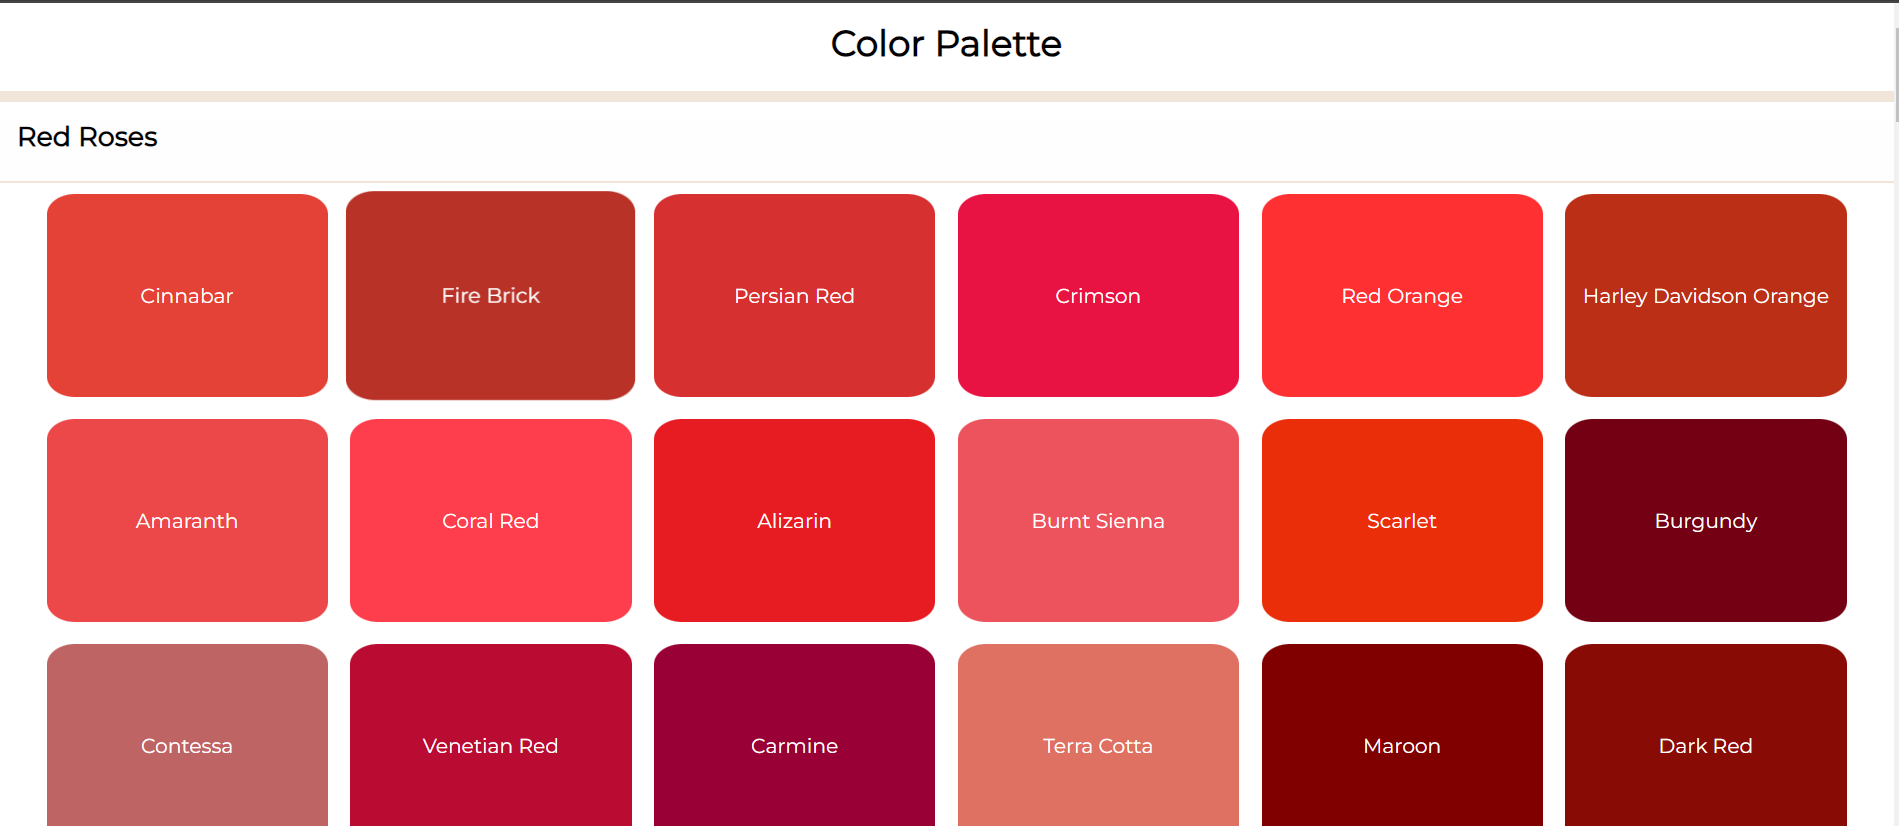 Color Palette
Red Roses
Cinnabar
Fire Brick
Persian Red
Crimson
Red Orange
Harley Davidson Orange
Amaranth
Coral Red
Alizarin
Burnt Sienna
Scarlet
Burgundy
Contessa
Venetian Red
Carmine
Terra Cotta
Maroon
Dark Red